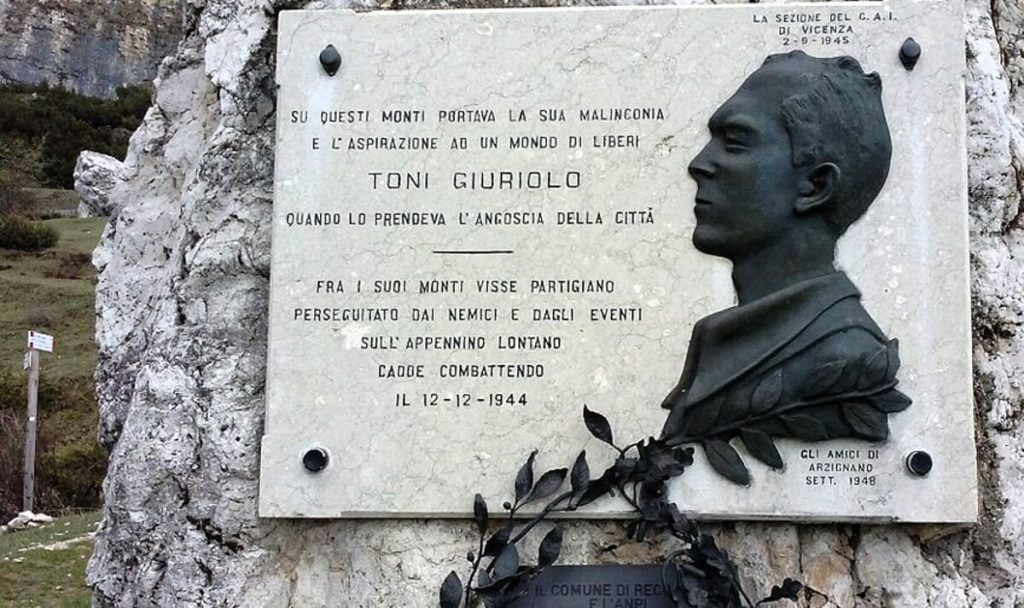 LA SEZIONE DEL C.A.I.
DI VICENZA
2-9-1945
SU QUESTI MONTI PORTAVA LA SUA MALINCONIA
E L'ASPIRAZIONE AD UN MONDO DI LIBERI
TONI GIURIOLO
QUANDO LO PRENDEVA L'ANGOSCIA DELLA CITTÀ
FRA I SUOI MONTI VISSE PARTIGIANO
PERSEGUITATO DAI NEMICI E DAGLI EVENTI
SULL'APPENNINO LONTANO
CADDE COMBATTENDO
IL 12-12-1944
GLI AMICI DI
ARZIGNANO
SETT. 1948
IL COMUNE DI
E L'ANPI